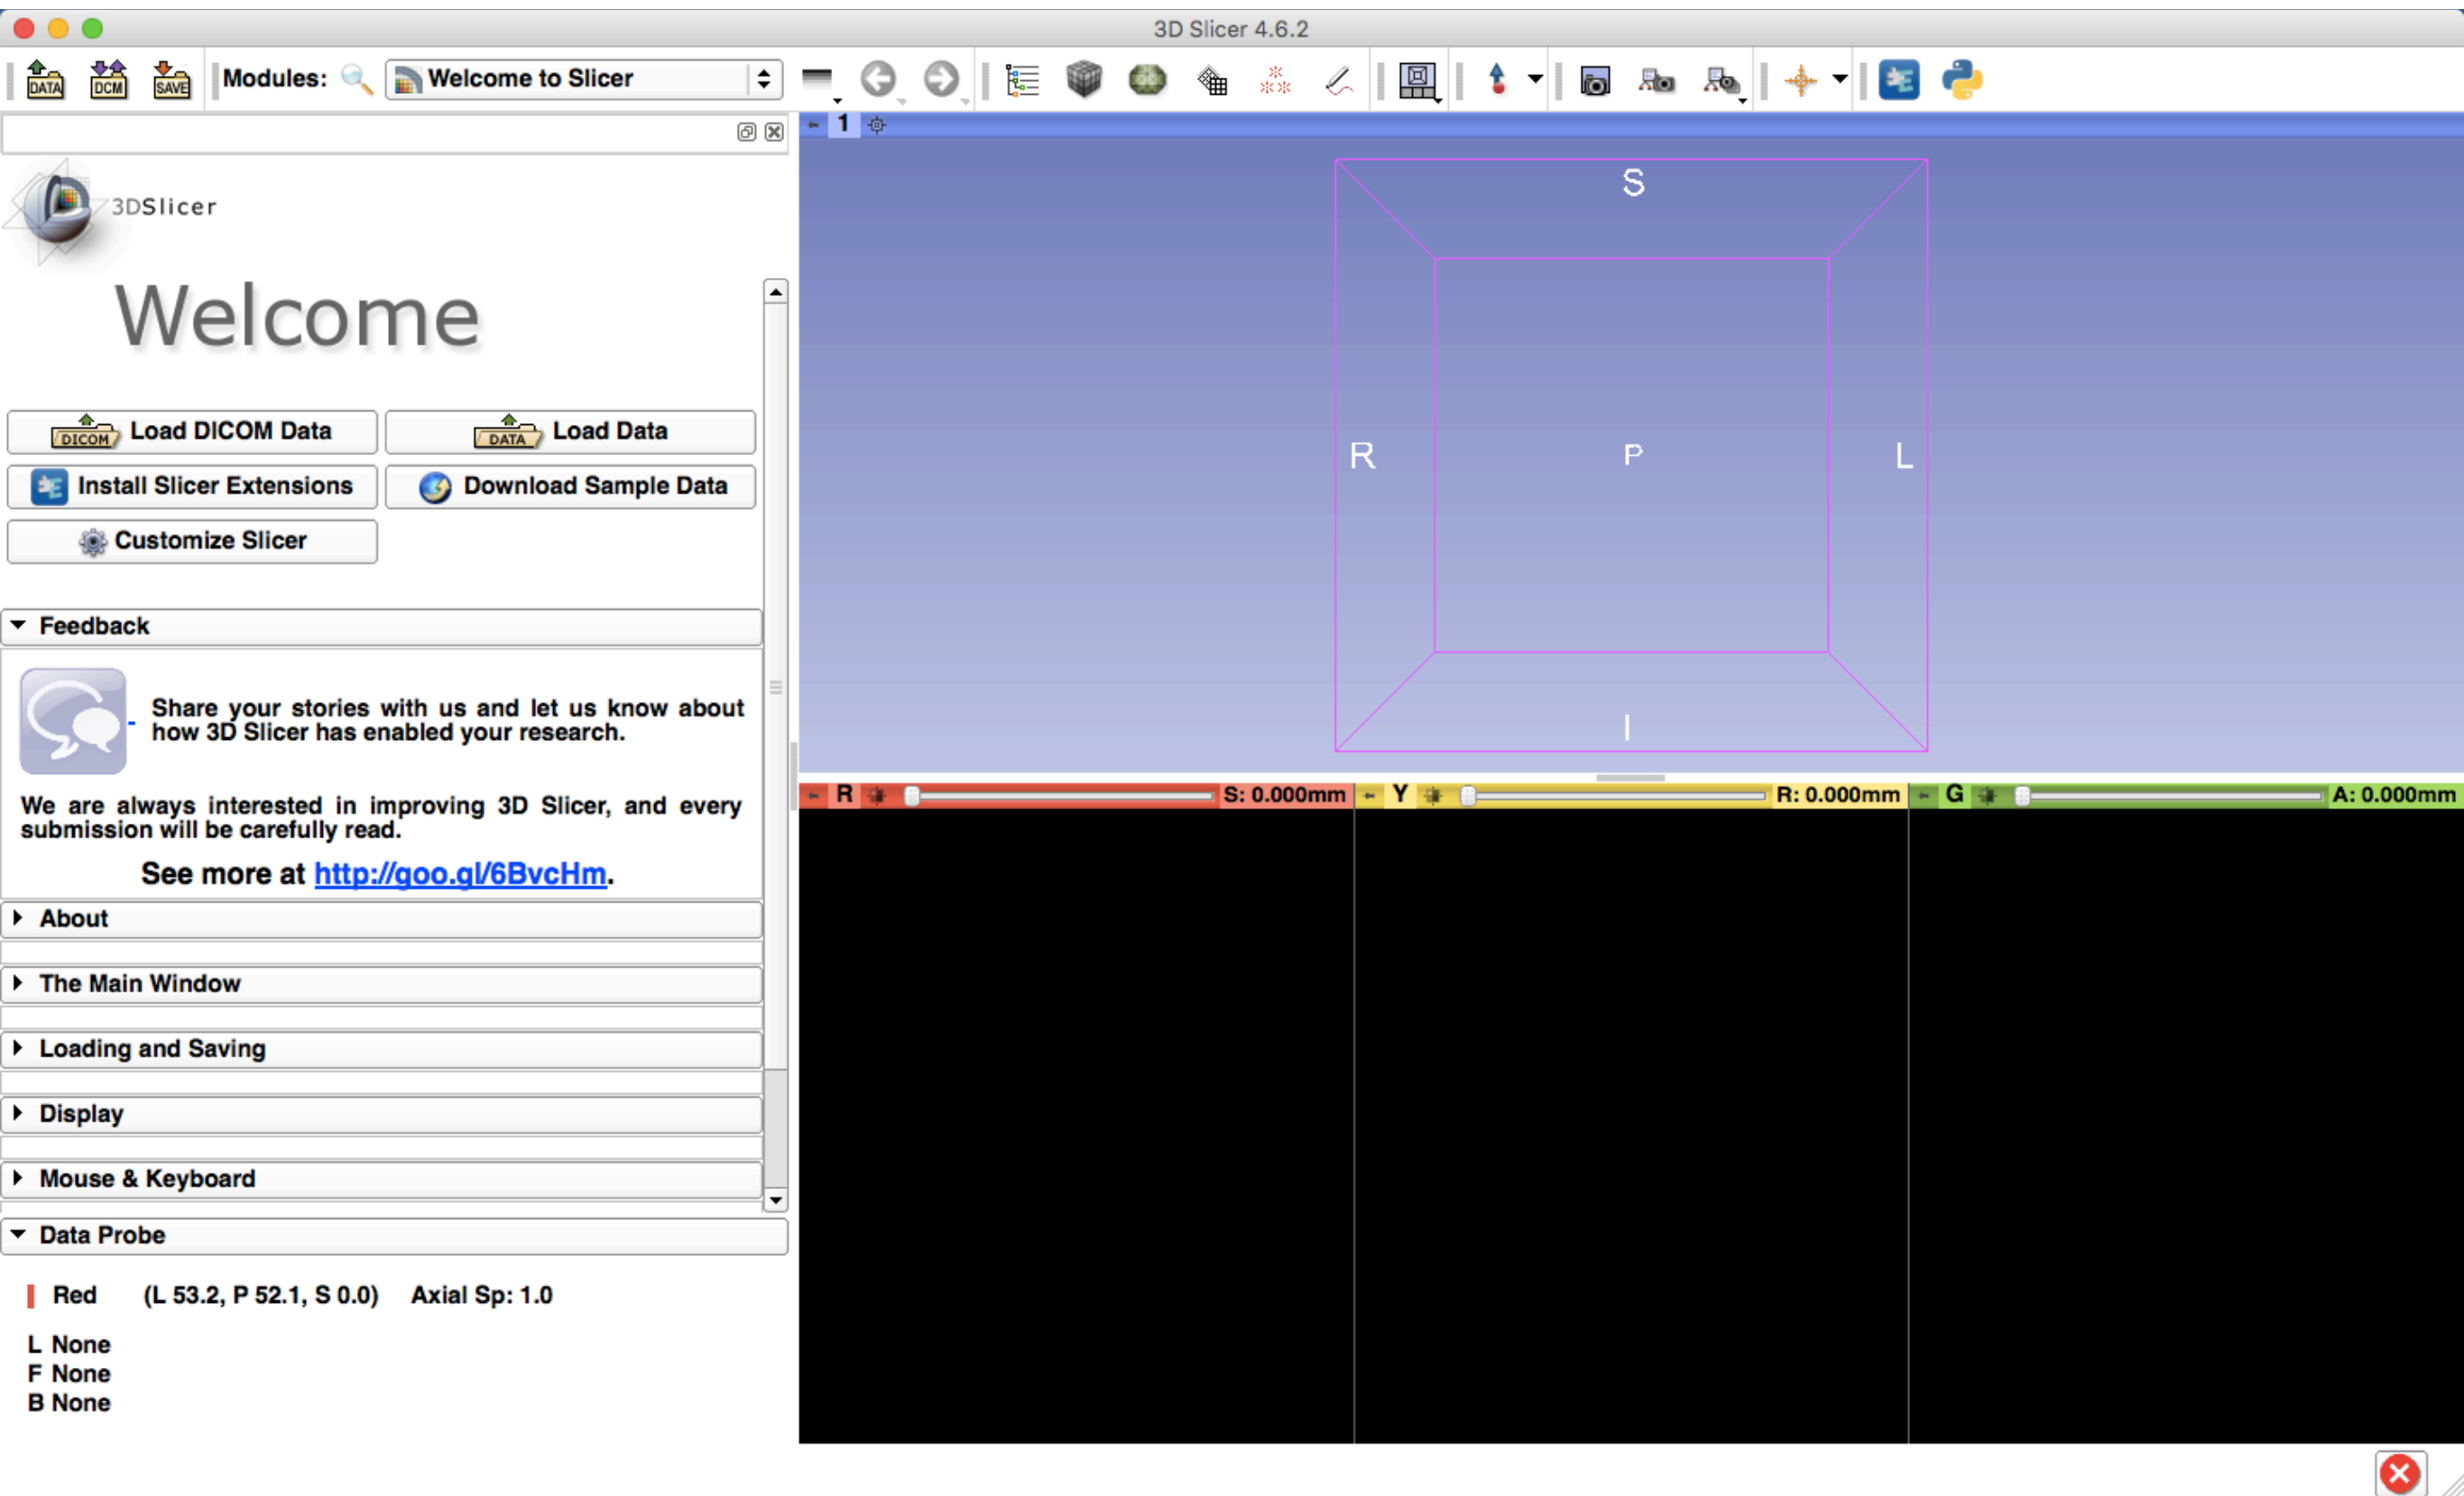 3D Slicer 4.6.2
DATA DCM SAVE Modules: Welcome to Slicer
1
3DSlicer
Welcome
DICOM Load DICOM Data
DATA Load Data
Install Slicer Extensions
Download Sample Data
Customize Slicer
Feedback
Share your stories with us and let us know about
how 3D Slicer has enabled your research.
We are always interested in improving 3D Slicer, and every
submission will be carefully read.
See more at http://goo.gl/6BvcHm.
About
The Main Window
Loading and Saving
Display
Mouse & Keyboard
Data Probe
Red (L 53.2, P 52.1, S 0.0) Axial Sp: 1.0
L None
F None
B None
S
R P L
I
R S: 0.000mm Y R: 0.000mm G A: 0.000mm